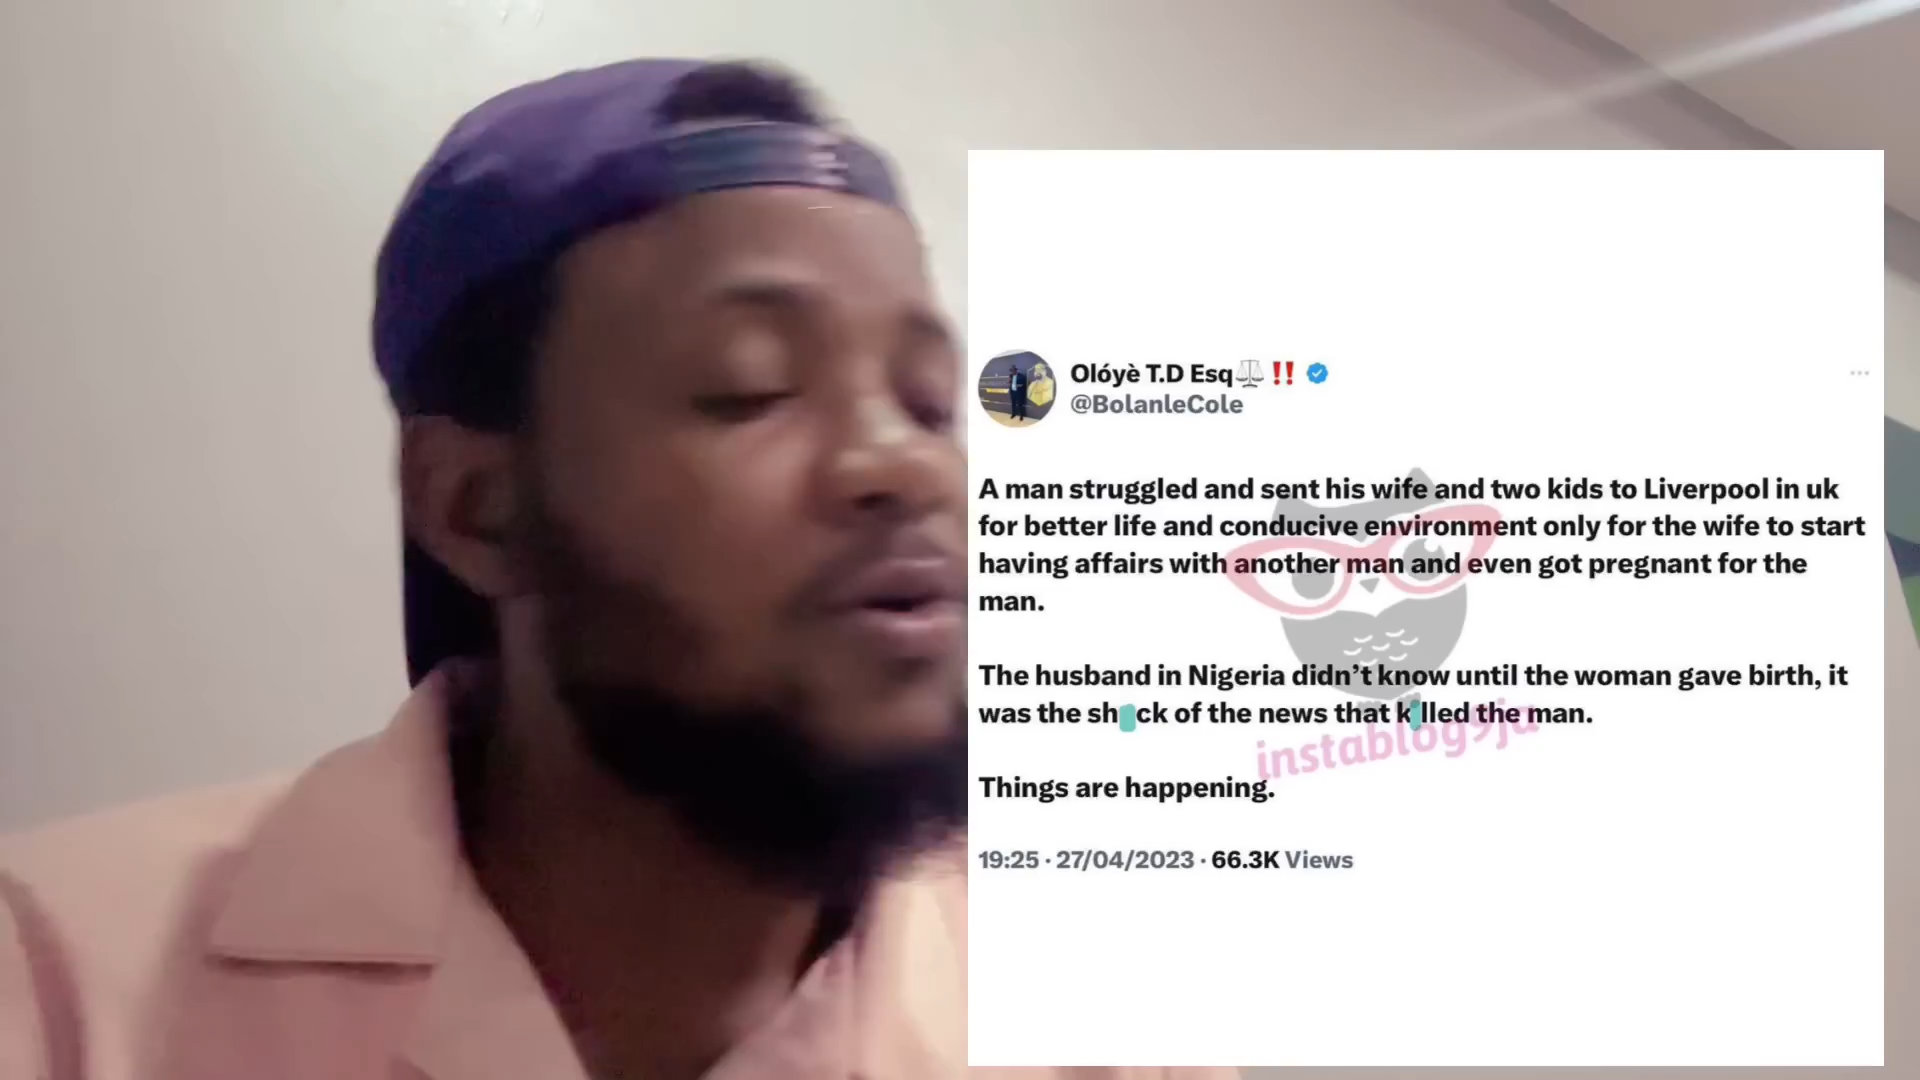 Olóyè T.D Esq⚖️‼️
@BolanleCole
A man struggled and sent his wife and two kids to Liverpool in uk
for better life and conducive environment only for the wife to start
having affairs with another man and even got pregnant for the
man.
The husband in Nigeria didn’t know until the woman gave birth, it
was the sh ck of the news that k lled the man.
instablog9ja
Things are happening.
19:25 · 27/04/2023 · 66.3K Views